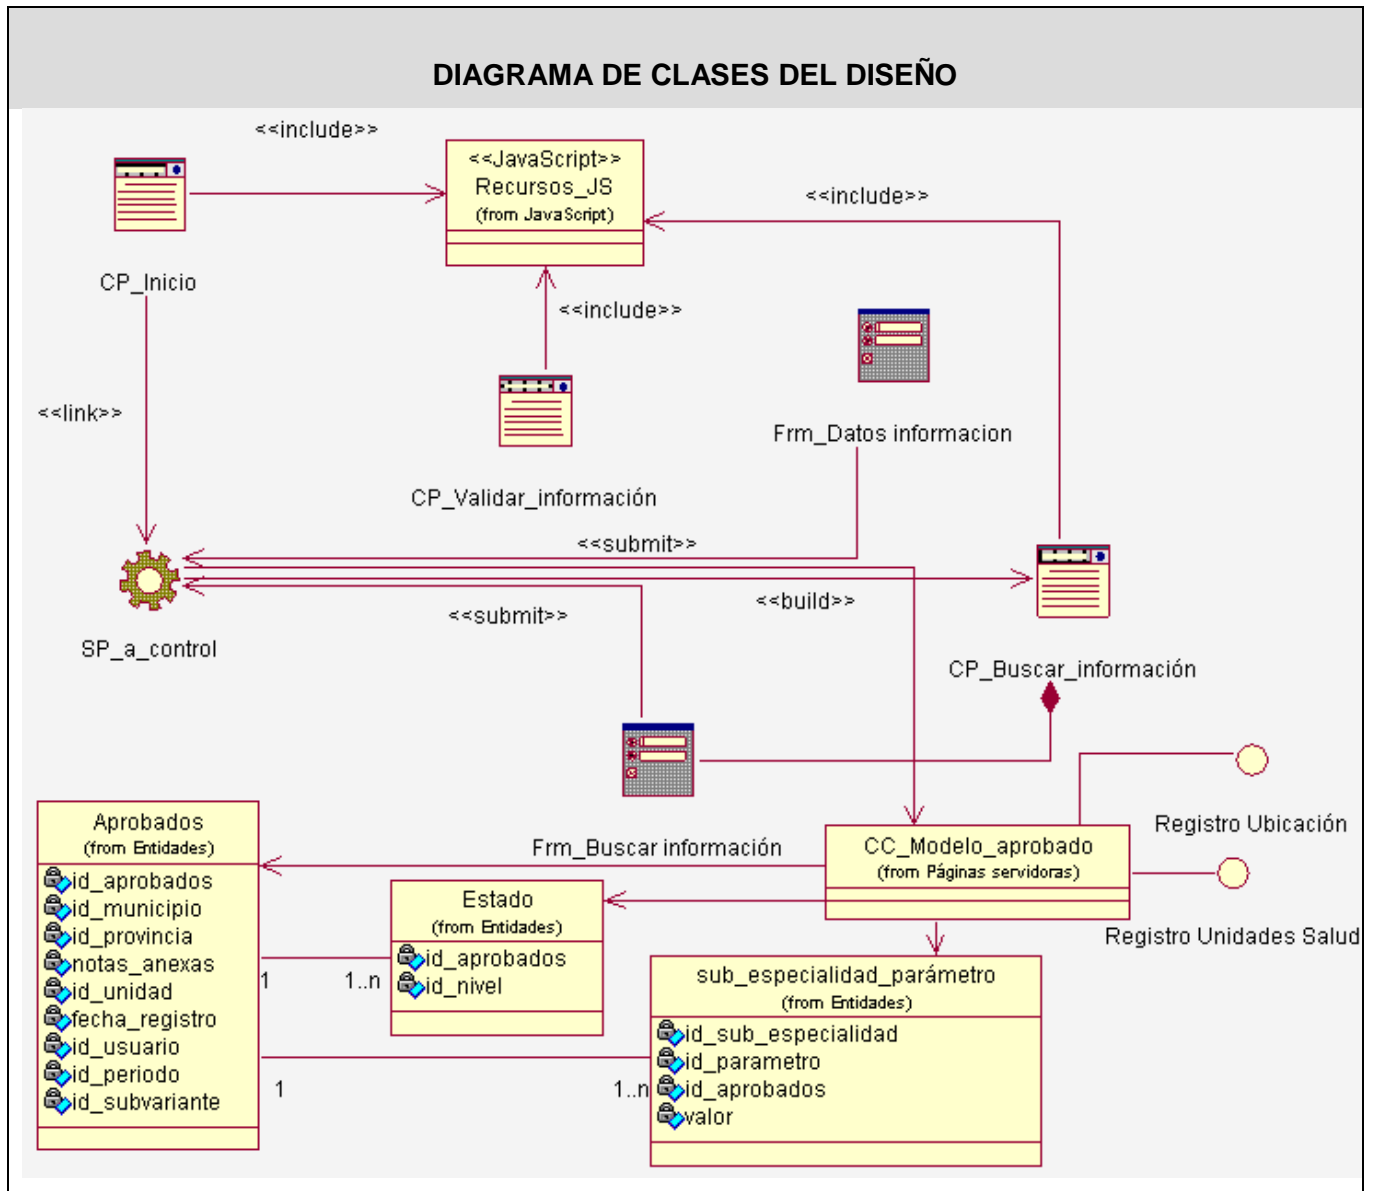 DIAGRAMA DE CLASES DEL DISEÑO
<<include>>
<<JavaScript>>
Recursos_JS
(from JavaScript)
<<include>>
CP_Inicio
<<include>>
<<link>>
Frm_Datos informacion
CP_Validar_información
<<submit>>
<<build>>
<<submit>>
SP_a_control
CP_Buscar_información
Registro Ubicación
Aprobados
(from Entidades)
id_aprobados
id_municipio
id_provincia
notas_anexas
id_unidad
fecha_registro
id_usuario
id_periodo
id_subvariante
Frm_Buscar información
CC_Modelo_aprobado
(from Páginas servidoras)
Registro Unidades Salud
Estado
(from Entidades)
id_aprobados
id_nivel
1
1..n
sub_especialidad_parámetro
(from Entidades)
id_sub_especialidad
id_parametro
id_aprobados
valor
1
1..n